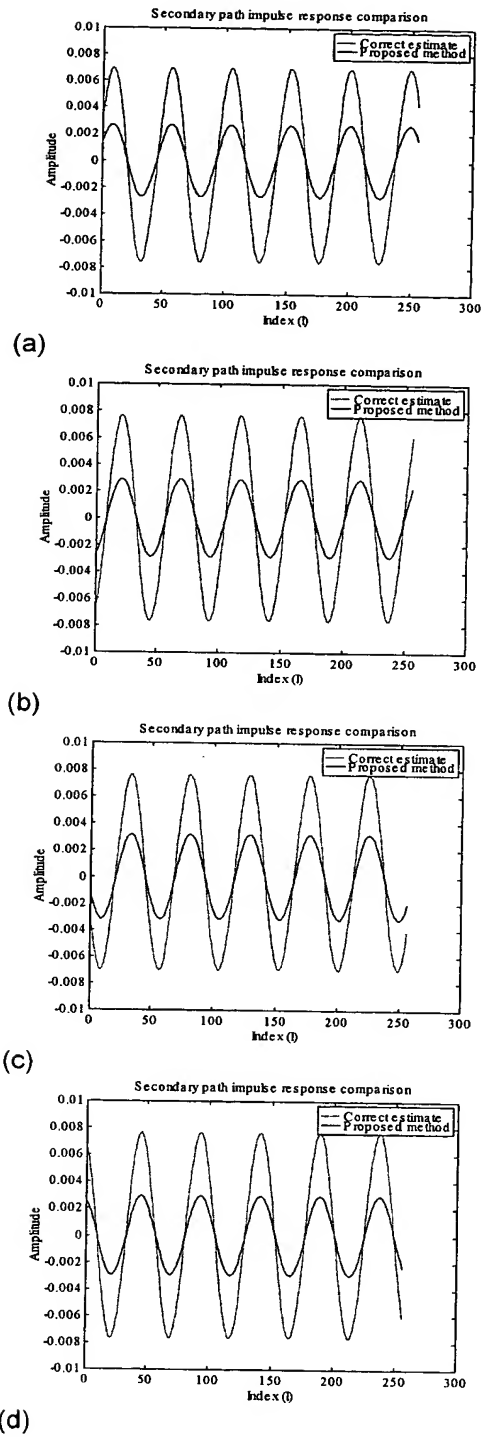 Secondary path impulse response comparison
0.01
0.008
0.006
0.004
0.002
0
-0.002
-0.004
-0.006
-0.008
-0.01
Amplitude
Correct estimate
Proposed method
0 50 100 150 200 250 300
Index (l)
(a)
Secondary path impulse response comparison
0.01
0.008
0.006
0.004
0.002
0
-0.002
-0.004
-0.006
-0.008
-0.01
Amplitude
Correct estimate
Proposed method
0 50 100 150 200 250 300
Index (l)
(b)
Secondary path impulse response comparison
0.01
0.008
0.006
0.004
0.002
0
-0.002
-0.004
-0.006
-0.008
-0.01
Amplitude
Correct estimate
Proposed method
0 50 100 150 200 250 300
Index (l)
(c)
Secondary path impulse response comparison
0.01
0.008
0.006
0.004
0.002
0
-0.002
-0.004
-0.006
-0.008
-0.01
Amplitude
Correct estimate
Proposed method
0 50 100 150 200 250 300
Index (l)
(d)